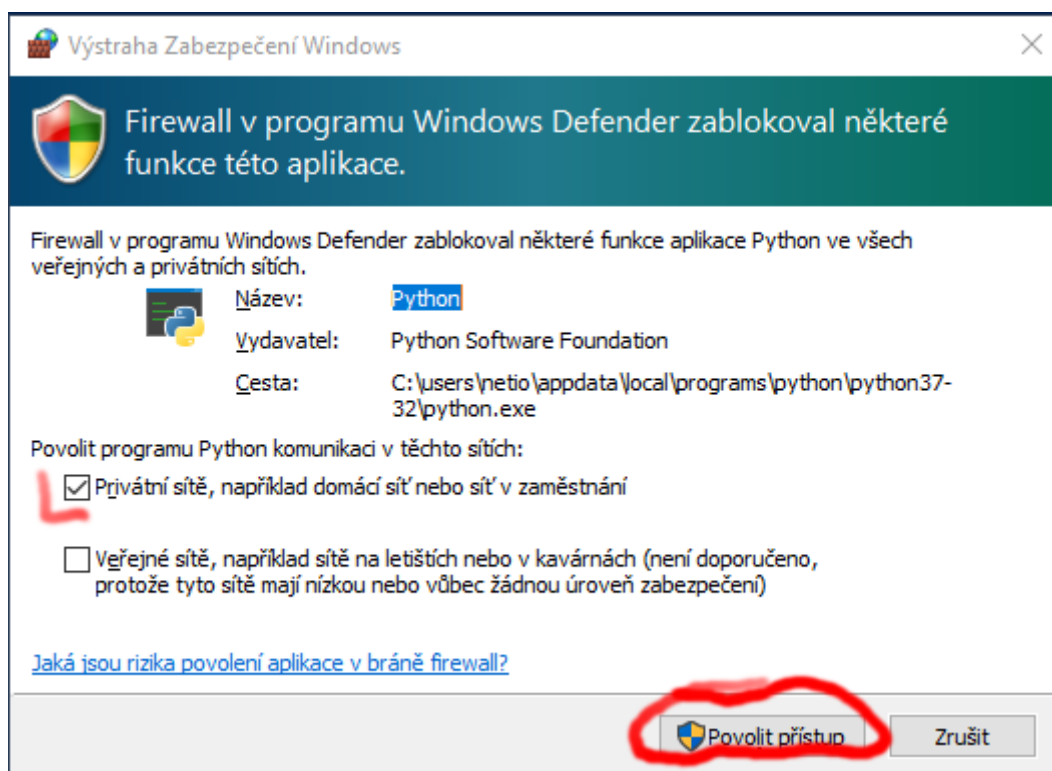 Výstraha Zabezpečení Windows
Firewall v programu Windows Defender zablokoval některé
funkce této aplikace.
Firewall v programu Windows Defender zablokoval některé funkce aplikace Python ve všech
veřejných a privátních sítích.
Název: Python
Vydavatel: Python Software Foundation
Cesta: C:\users\netio\appdata\local\programs\python\python37-
32\python.exe
Povolit programu Python komunikaci v těchto sítích:
Privátní sítě, například domácí síť nebo síť v zaměstnání
Veřejné sítě, například sítě na letištích nebo v kavárnách (není doporučeno,
protože tyto sítě mají nízkou nebo vůbec žádnou úroveň zabezpečení)
Jaká jsou rizika povolení aplikace v bráně firewall?
Povolit přístup Zrušit